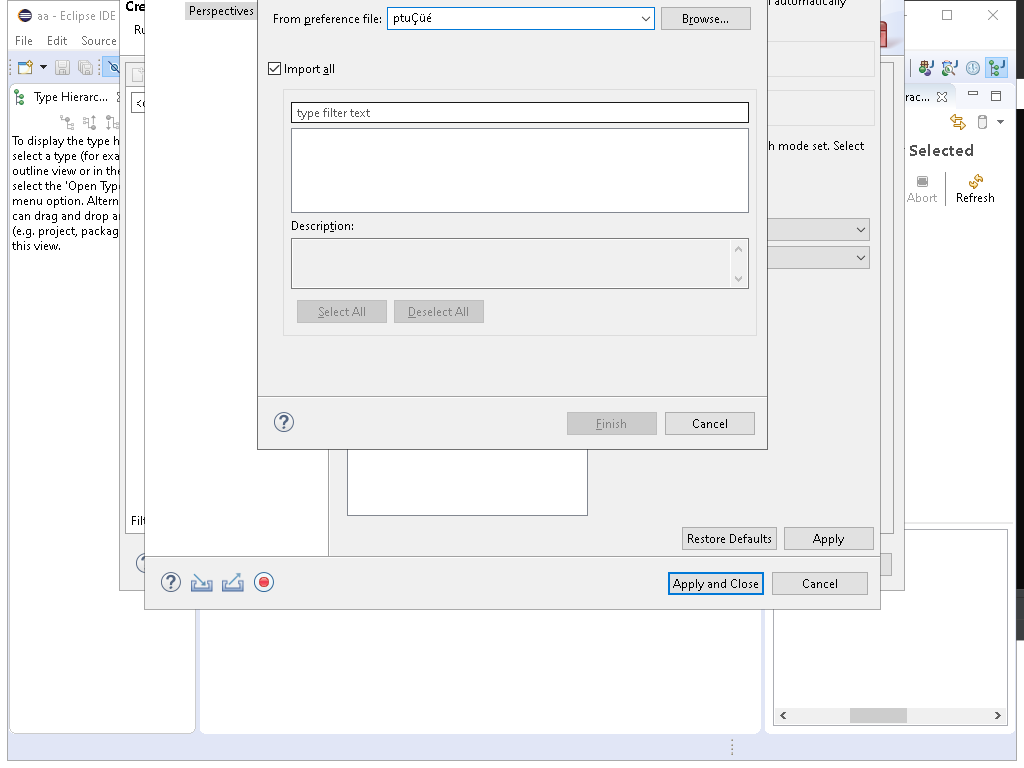 aa - Eclipse IDE
Cre
Perspectives
From preference file:
ptuÇüé
Browse...
automatically
File Edit Source
Ru
Import all
Type Hierarc...
type filter text
To display the type h
select a type (for exa
outline view or in the
select the 'Open Typ
menu option. Altern
can drag and drop a
(e.g. project, packag
this view.
h mode set. Select
Selected
Abort
Refresh
Description:
Select All
Deselect All
Finish
Cancel
Filt
Restore Defaults
Apply
Apply and Close
Cancel